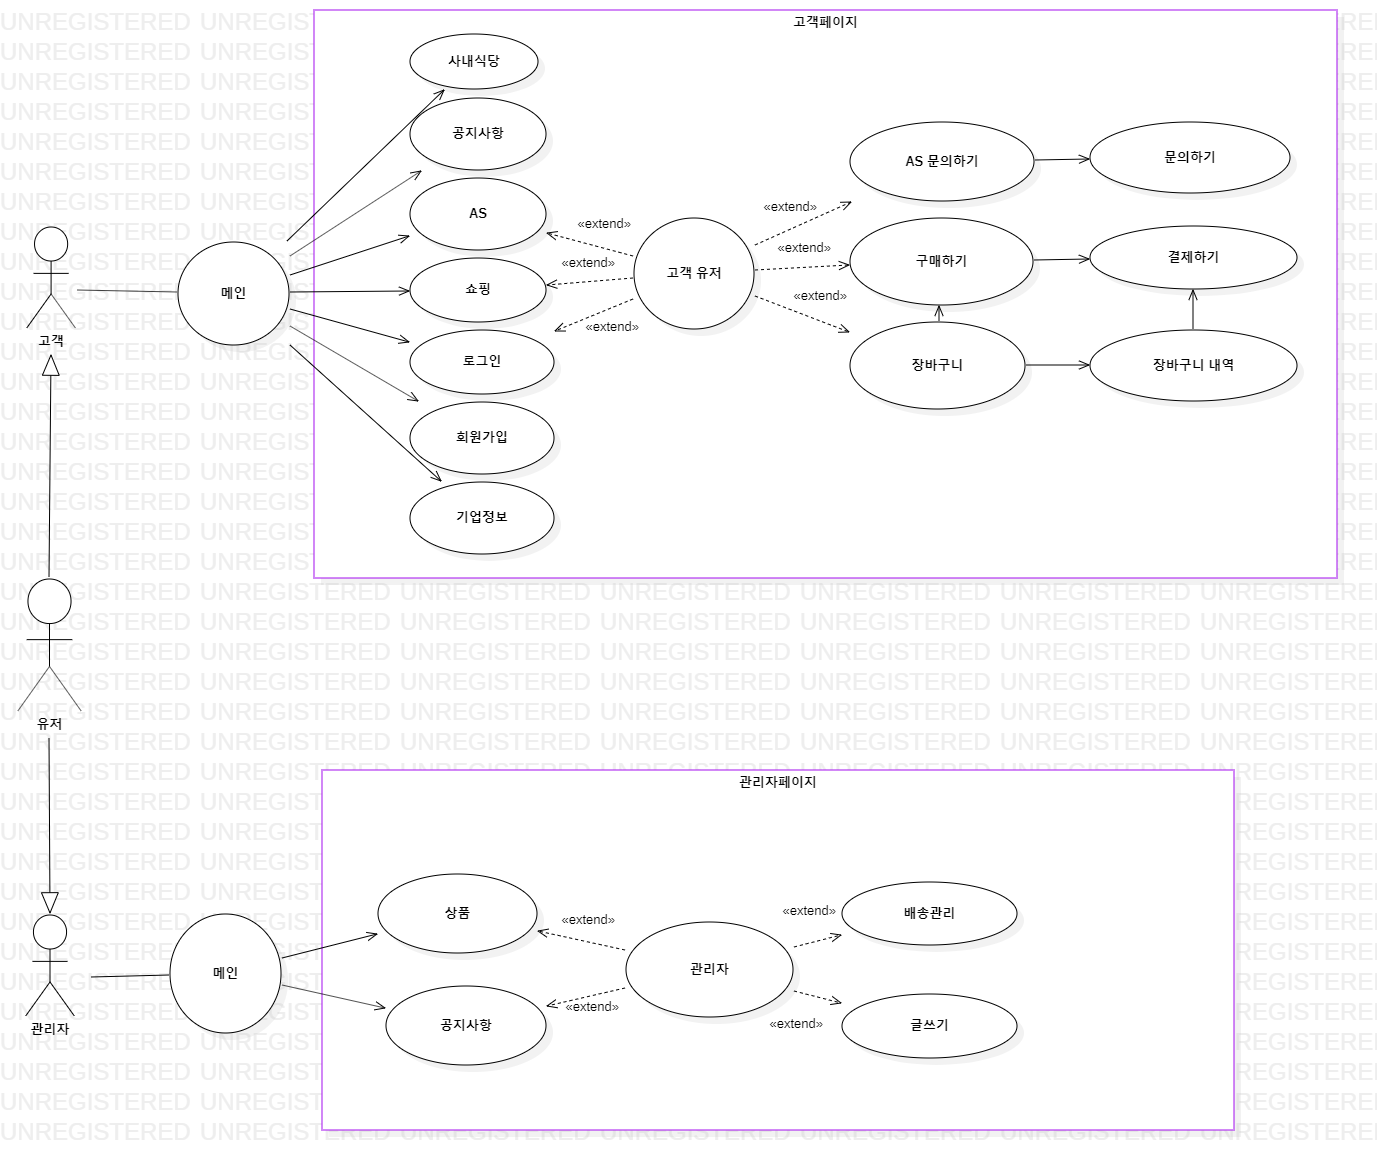 고객페이지
사내식당
공지사항
AS
쇼핑
로그인
회원가입
기업정보
메인
고객
«extend»
«extend»
«extend»
고객 유저
«extend»
«extend»
«extend»
AS 문의하기
문의하기
구매하기
결제하기
장바구니
장바구니 내역
유저
관리자페이지
상품
공지사항
메인
관리자
«extend»
«extend»
관리자
«extend»
«extend»
배송관리
글쓰기
UNREGISTERED